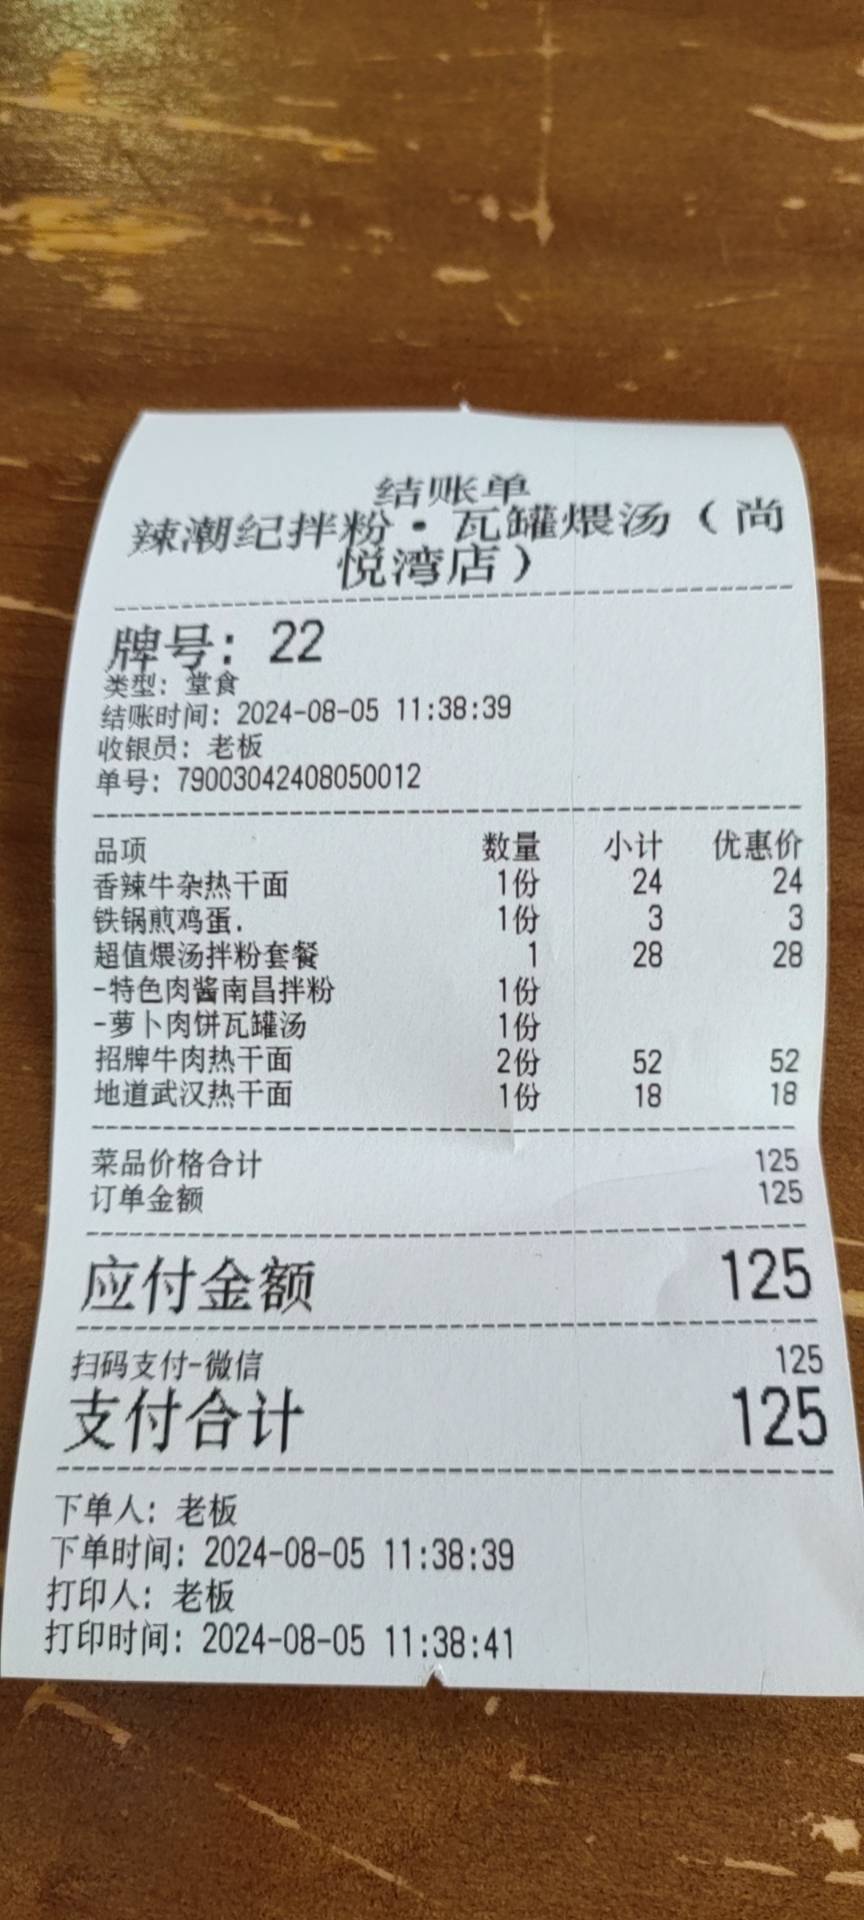 结账单
辣潮纪拌粉·瓦罐煨汤（尚
悦湾店）
牌号：22
类型：堂食
结账时间：2024-08-05 11:38:39
收银员：老板
单号：79003042408050012
品项 数量 小计 优惠价
香辣牛杂热干面 1份 24 24
铁锅煎鸡蛋. 1份 3 3
超值煨汤拌粉套餐 1 28 28
-特色肉酱南昌拌粉 1份
-萝卜肉饼瓦罐汤 1份
招牌牛肉热干面 2份 52 52
地道武汉热干面 1份 18 18
菜品价格合计 125
订单金额 125
应付金额 125
扫码支付-微信 125
支付合计 125
下单人：老板
下单时间：2024-08-05 11:38:39
打印人：老板
打印时间：2024-08-05 11:38:41